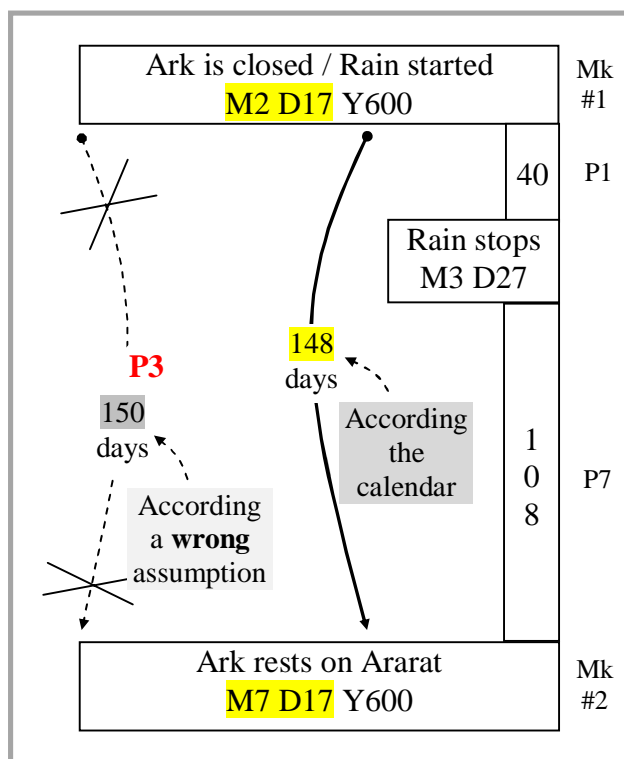 Ark is closed / Rain started
M2 D17 Y600
Mk
#1
40
P1
Rain stops
M3 D27
148
days
P3
150
days
According
the
calendar
According
a wrong
assumption
1
0
8
P7
Ark rests on Ararat
M7 D17 Y600
Mk
#2